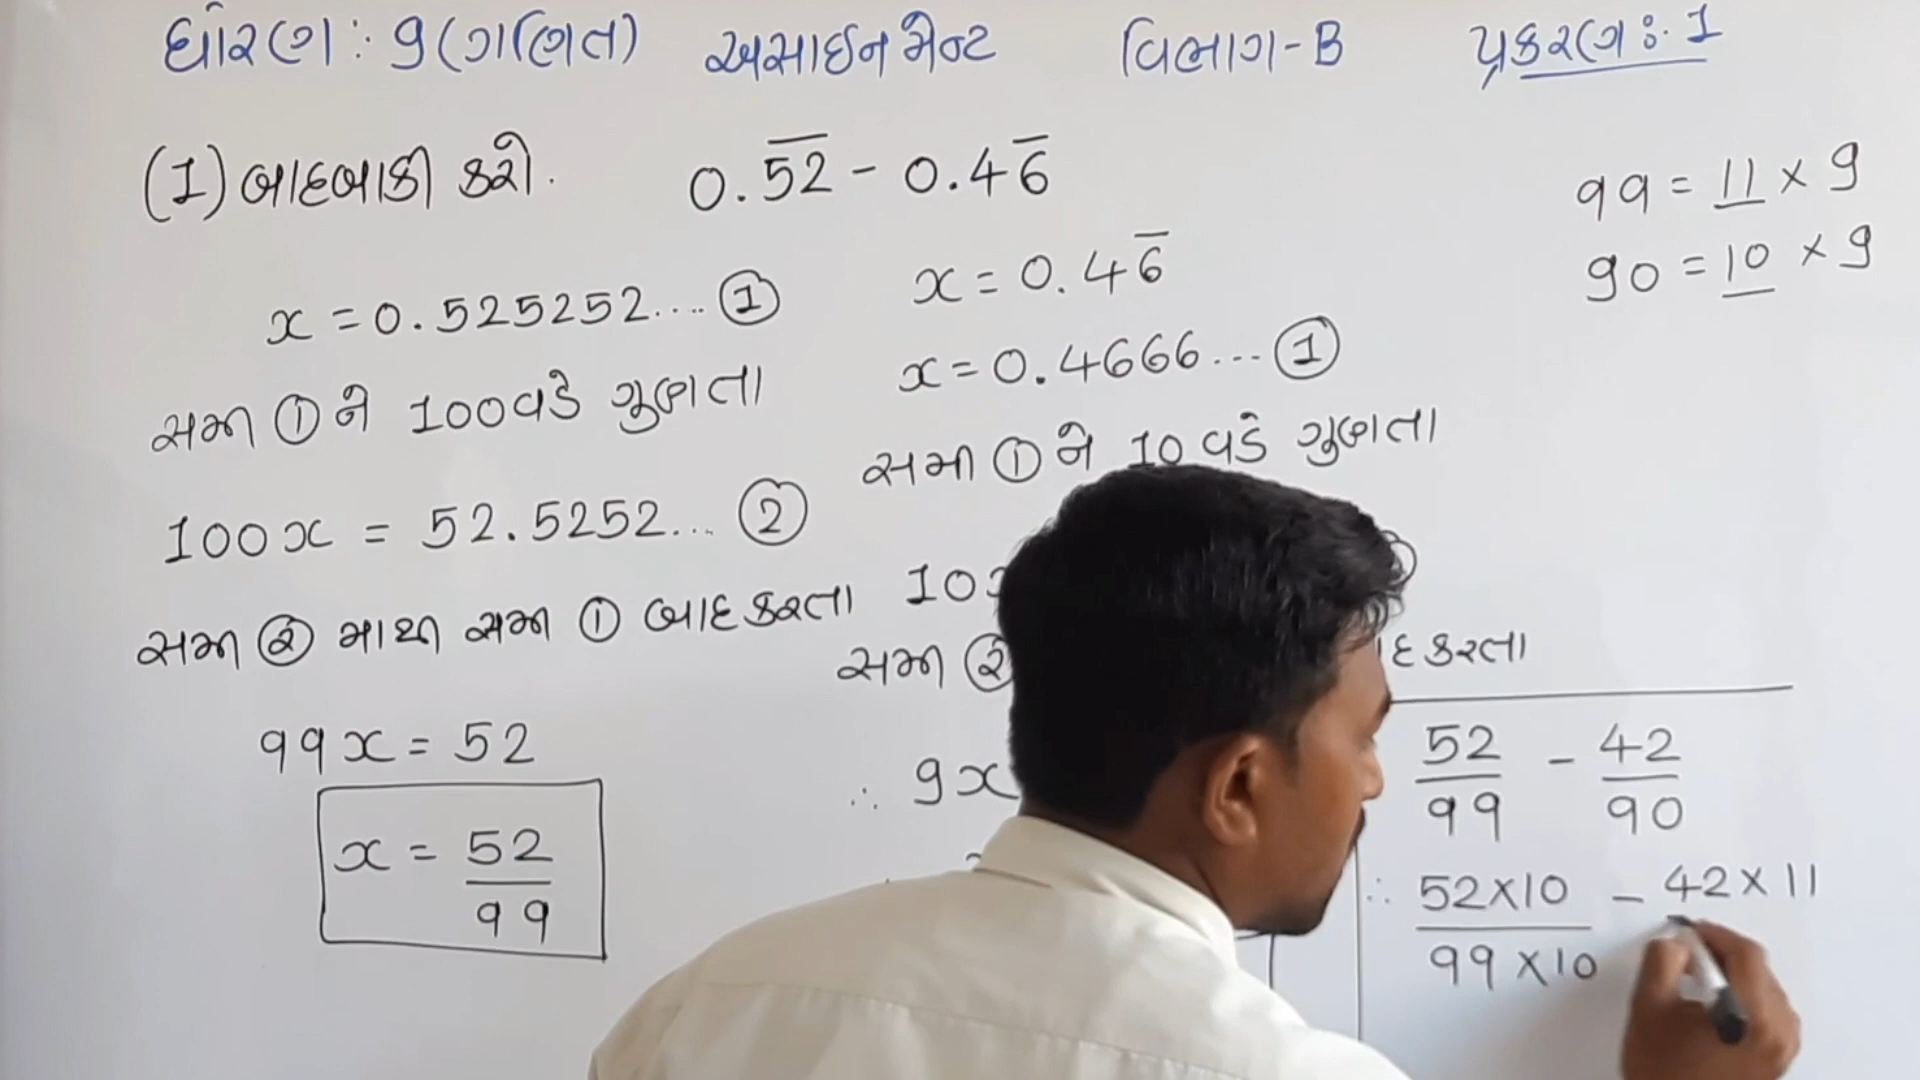 ધોરણ : 9 (ગણિત) અસાઇનમેન્ટ વિભાગ-B પ્રકરણ : 1
(1) બાદબાકી કરો. 0.5̅2̅ - 0.46̅
99 = 11 × 9
90 = 10 × 9
x = 0.525252.... ①
સમી ① ને 100 વડે ગુણતા
100x = 52.5252... ②
સમી ② માથી સમી ① બાદ કરતા
99x = 52
x = 52/99
x = 0.46̅
x = 0.4666... ①
સમી ① ને 10 વડે ગુણતા
10
સમી ② બાદ કરતા
∴ 9x
52/99 - 42/90
∴ 52×10/99×10 - 42×11